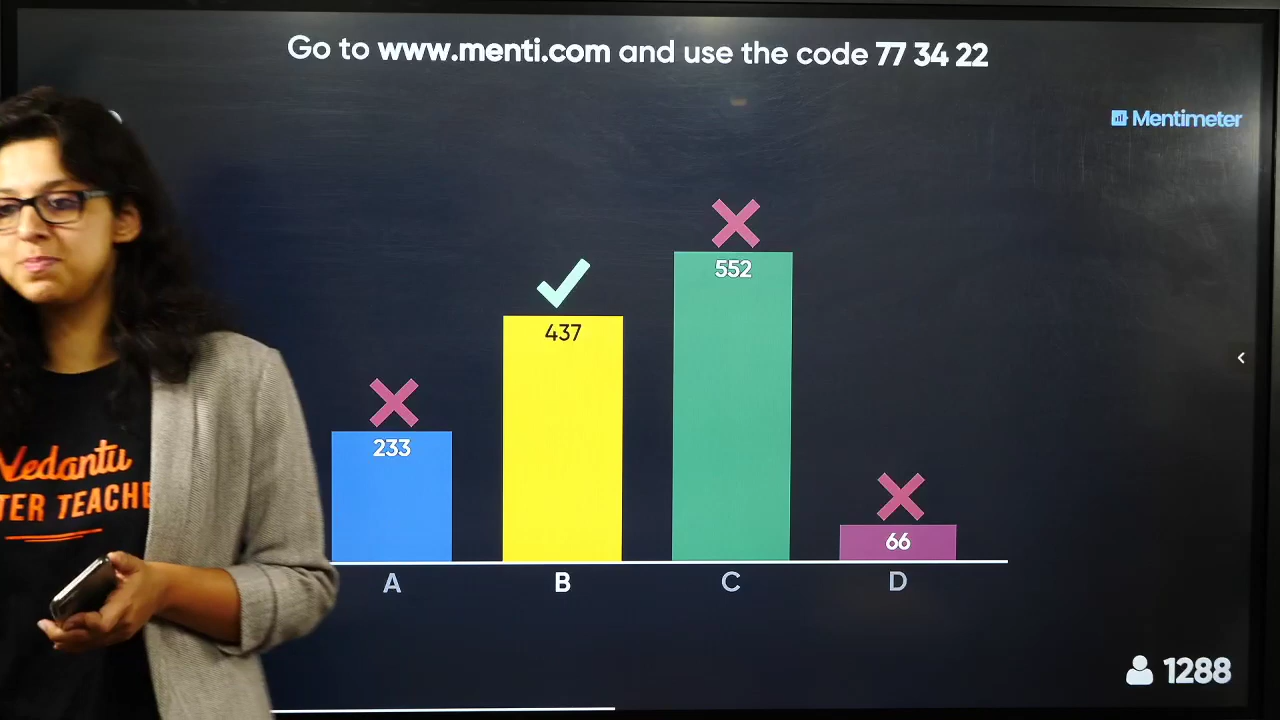 Go to www.menti.com and use the code 77 34 22
Mentimeter
552
437
233
66
A B C D
1288
Vedantu
TER TEACHE